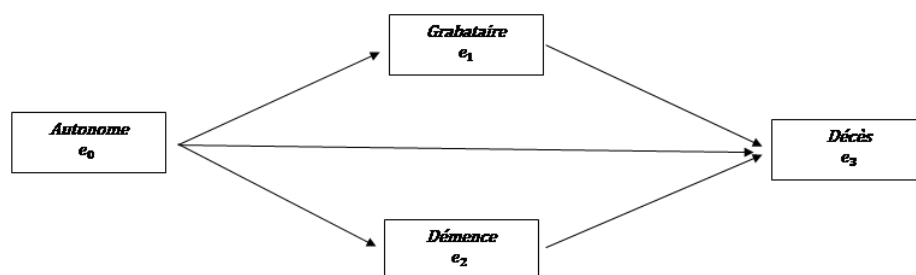 Grabataire
e₁
Autonome
e₀
Décès
e₃
Démence
e₂